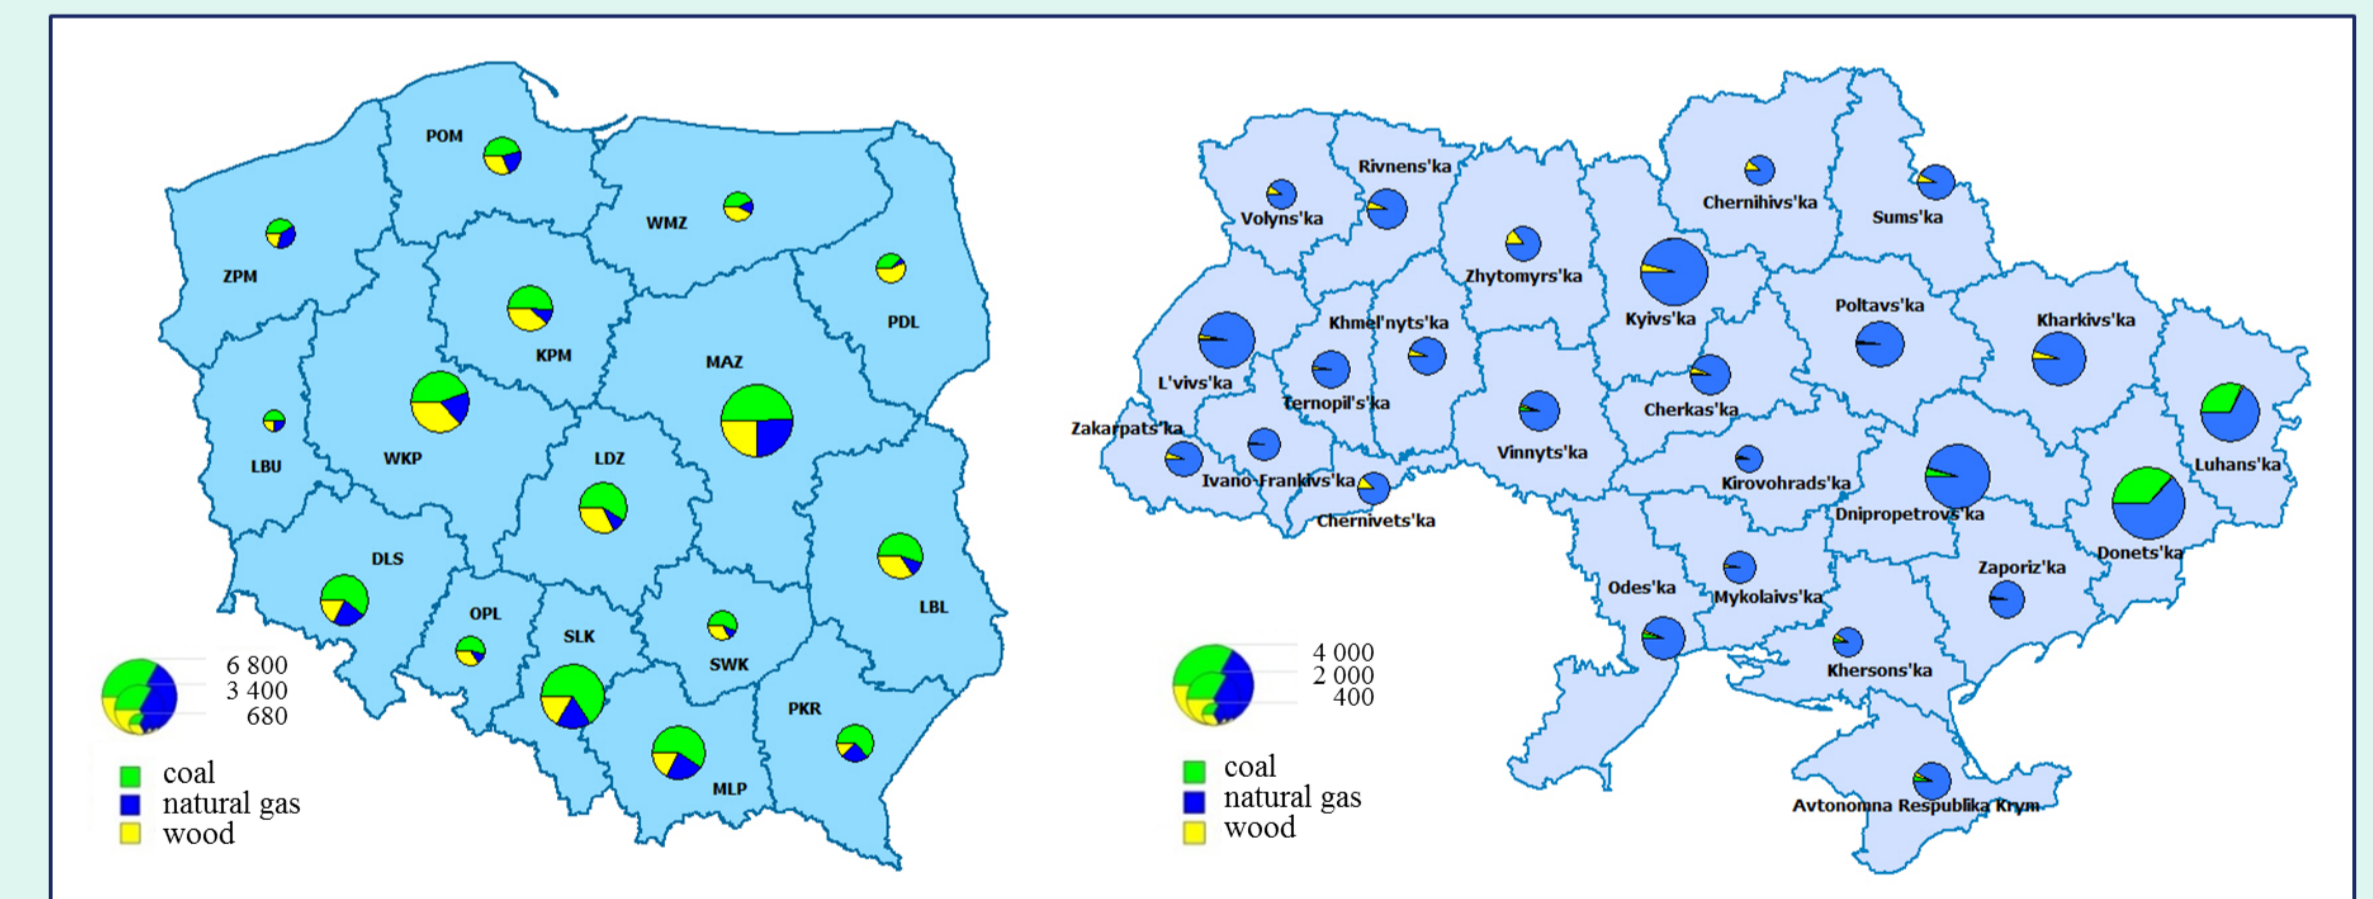 POM
WMZ
ZPM
PDL
KPM
MAZ
LBU
WKP
LDZ
DLS
OPL
SLK
SWK
LBL
PKR
MLP
6 800
3 400
680
coal
natural gas
wood
Rivnens'ka
Volyns'ka
Chernihivs'ka
Sums'ka
Zhytomyrs'ka
Kyivs'ka
Poltavs'ka
Kharkivs'ka
Khmel'nyts'ka
L'vivs'ka
Ternopil's'ka
Cherkas'ka
Zakarpats'ka
Vinnyts'ka
Luhans'ka
Ivano-Frankivs'ka
Kirovohrads'ka
Chernivets'ka
Dnipropetrovs'ka
Donets'ka
Zaporiz'ka
Odes'ka
Mykolaivs'ka
Khersons'ka
Avtonomna Respublika Krym
4 000
2 000
400
coal
natural gas
wood